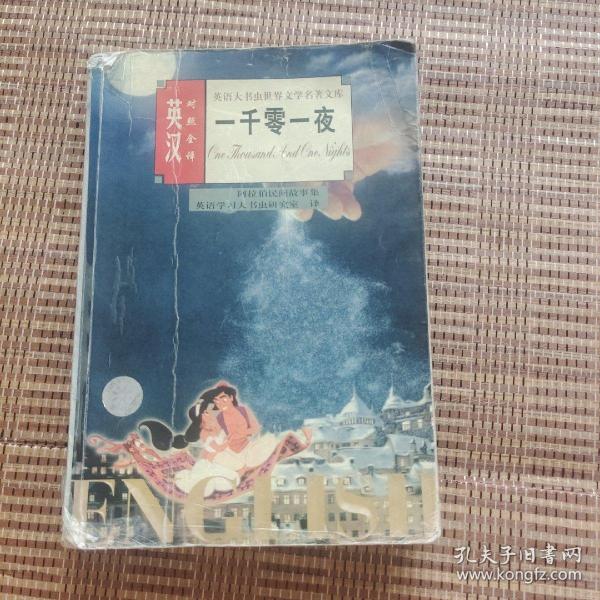 英汉
对照全译
英语大书虫世界文学名著文库
一千零一夜
One Thousand And One Nights
阿拉伯民间故事集
英语学习大书虫研究室 译
ENGLISH
孔夫子旧书网
www.kongfz.com